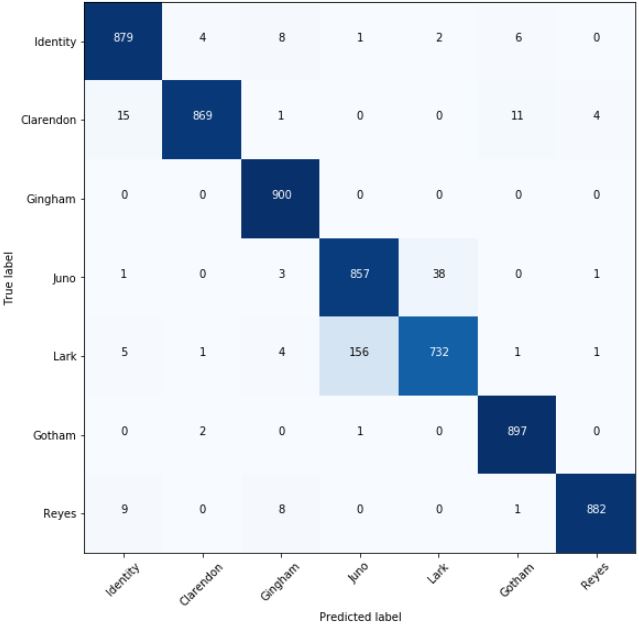 Identity 879 4 8 1 2 6 0
Clarendon 15 869 1 0 0 11 4
Gingham 0 0 900 0 0 0 0
Juno 1 0 3 857 38 0 1
Lark 5 1 4 156 732 1 1
Gotham 0 2 0 1 0 897 0
Reyes 9 0 8 0 0 1 882
True label
Identity Clarendon Gingham Juno Lark Gotham Reyes
Predicted label